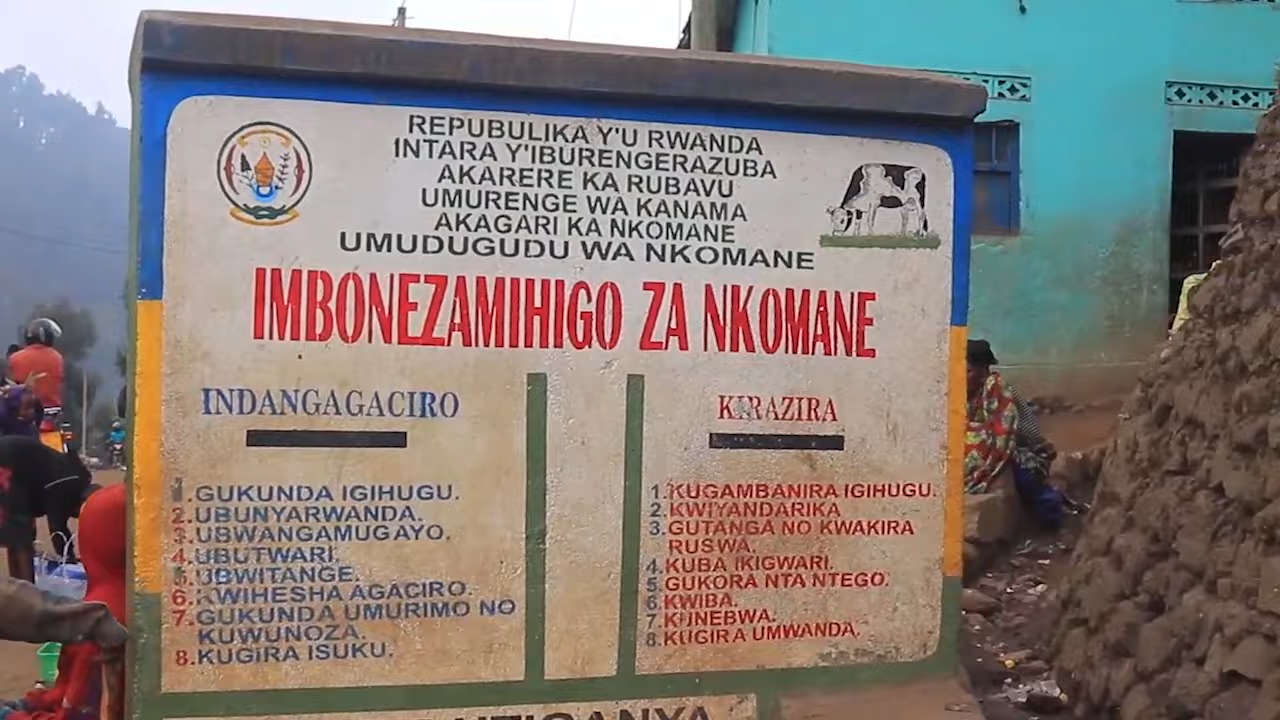 REPUBULIKA Y'U RWANDA
INTARA Y'IBURENGERAZUBA
AKARERE KA RUBAVU
UMURENGE WA KANAMA
AKAGARI KA NKOMANE
UMUDUGUDU WA NKOMANE
IMBONEZAMIHIGO ZA NKOMANE
INDANGAGACIRO
1.GUKUNDA IGIHUGU.
2.UBUNYARWANDA.
3.UBWANGAMUGAYO.
4.UBUTWARI.
5.UBWITANGE.
6.KWIHESHA AGACIRO.
7.GUKUNDA UMURIMO NO
KUWUNOZA.
8.KUGIRA ISUKU.
KIRAZIRA
1.KUGAMBANIRA IGIHUGU.
2.KWIYANDARIKA
3.GUTANGA NO KWAKIRA
RUSWA.
4.KUBA IKIGWARI.
5.GUKORA NTA NTEGO.
6.KWIBA.
7.KUNEBWA.
8.KUGIRA UMWANDA.